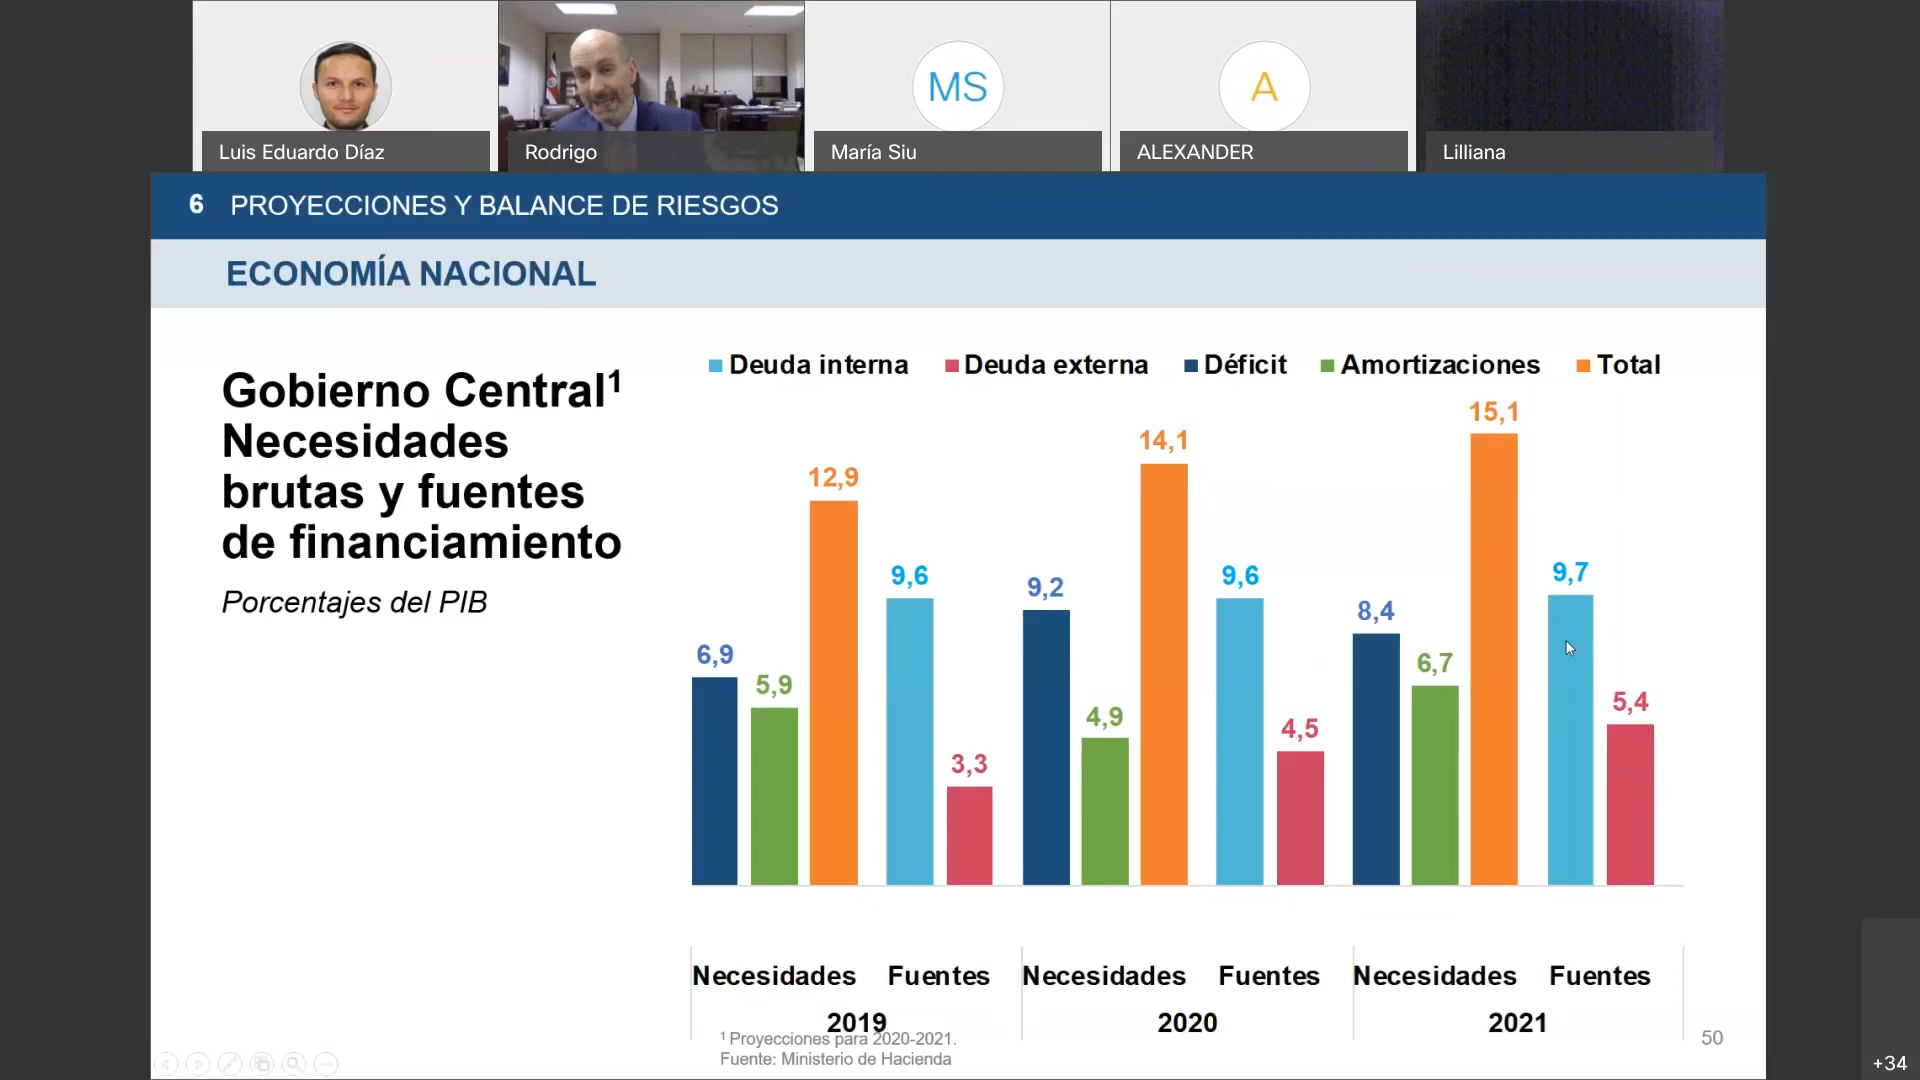 MS
A
Luis Eduardo Díaz
Rodrigo
María Siu
ALEXANDER
Lilliana
6 PROYECCIONES Y BALANCE DE RIESGOS
ECONOMÍA NACIONAL
Gobierno Central¹
Necesidades
brutas y fuentes
de financiamiento
Porcentajes del PIB
Deuda interna Deuda externa Déficit Amortizaciones Total
6,9
5,9
12,9
9,6
3,3
9,2
4,9
14,1
9,6
4,5
8,4
6,7
15,1
9,7
5,4
Necesidades Fuentes Necesidades Fuentes Necesidades Fuentes
2019 2020 2021
¹ Proyecciones para 2020-2021.
Fuente: Ministerio de Hacienda
50
+34